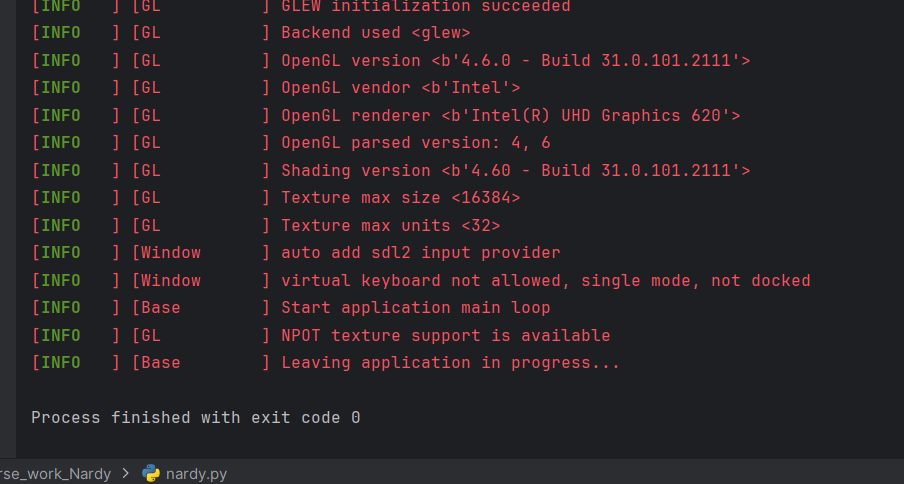 [INFO   ] [GL          ] GLEW initialization succeeded
[INFO   ] [GL          ] Backend used <glew>
[INFO   ] [GL          ] OpenGL version <b'4.6.0 - Build 31.0.101.2111'>
[INFO   ] [GL          ] OpenGL vendor <b'Intel'>
[INFO   ] [GL          ] OpenGL renderer <b'Intel(R) UHD Graphics 620'>
[INFO   ] [GL          ] OpenGL parsed version: 4, 6
[INFO   ] [GL          ] Shading version <b'4.60 - Build 31.0.101.2111'>
[INFO   ] [GL          ] Texture max size <16384>
[INFO   ] [GL          ] Texture max units <32>
[INFO   ] [Window      ] auto add sdl2 input provider
[INFO   ] [Window      ] virtual keyboard not allowed, single mode, not docked
[INFO   ] [Base        ] Start application main loop
[INFO   ] [GL          ] NPOT texture support is available
[INFO   ] [Base        ] Leaving application in progress...
Process finished with exit code 0
rse_work_Nardy > nardy.py